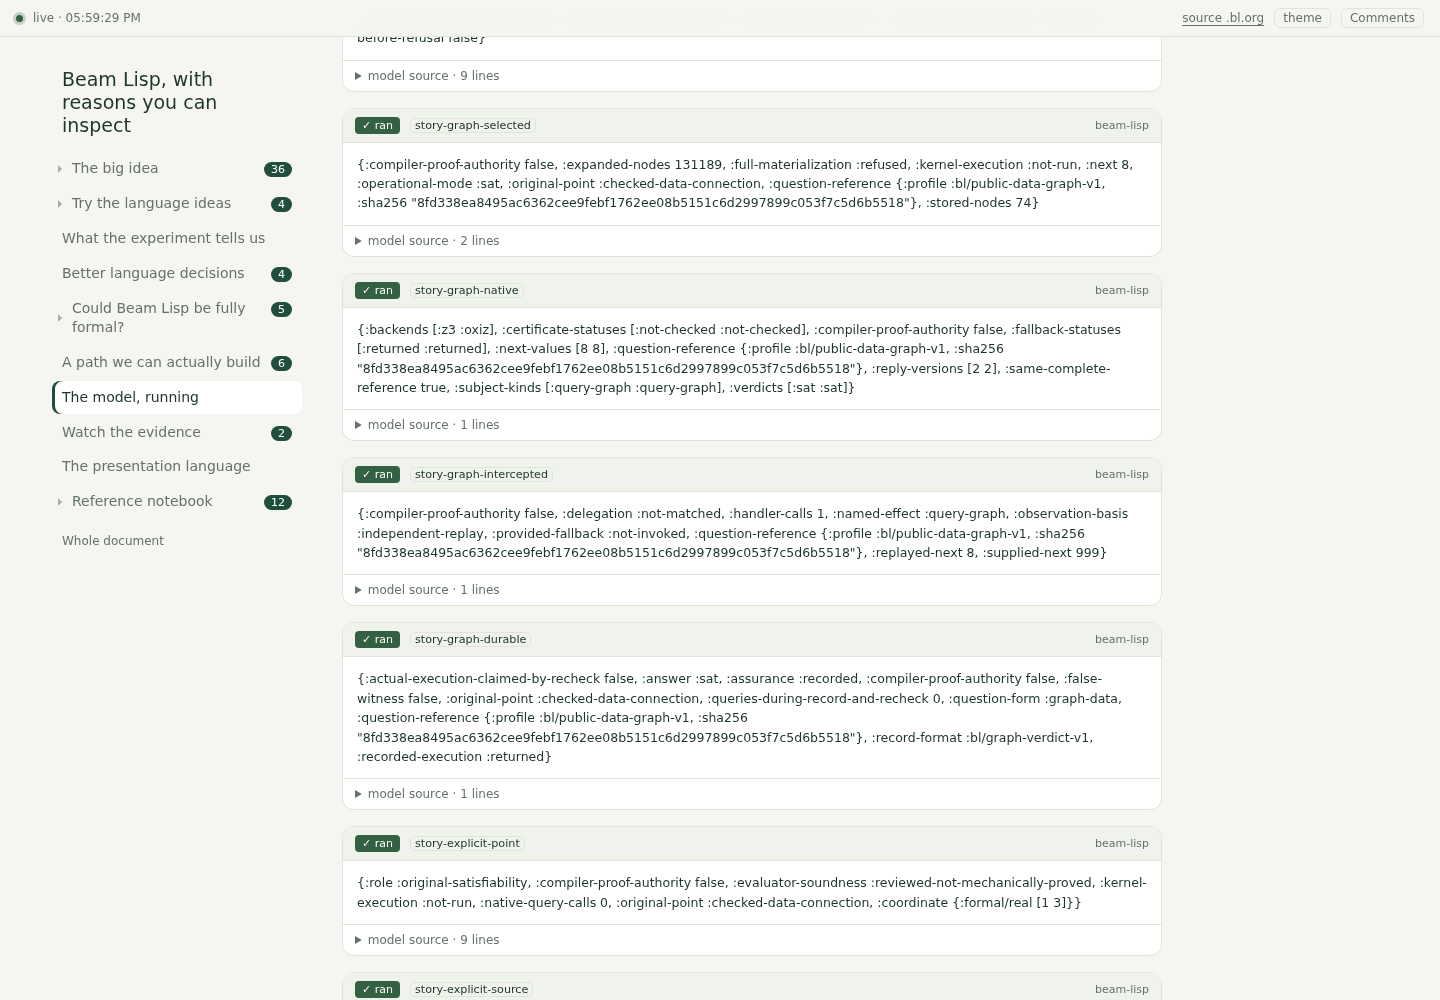 live · 05:59:29 PM
source .bl.org
theme
Comments
Beam Lisp, with
reasons you can
inspect
The big idea 36
Try the language ideas 4
What the experiment tells us
Better language decisions 4
Could Beam Lisp be fully
formal? 5
A path we can actually build 6
The model, running
Watch the evidence 2
The presentation language
Reference notebook 12
Whole document
before-refusal false}
model source · 9 lines
✓ ran story-graph-selected beam-lisp
{:compiler-proof-authority false, :expanded-nodes 131189, :full-materialization :refused, :kernel-execution :not-run, :next 8,
:operational-mode :sat, :original-point :checked-data-connection, :question-reference {:profile :bl/public-data-graph-v1,
:sha256 "8fd338ea8495ac6362cee9febf1762ee08b5151c6d2997899c053f7c5d6b5518"}, :stored-nodes 74}
model source · 2 lines
✓ ran story-graph-native beam-lisp
{:backends [:z3 :oxiz], :certificate-statuses [:not-checked :not-checked], :compiler-proof-authority false, :fallback-statuses
[:returned :returned], :next-values [8 8], :question-reference {:profile :bl/public-data-graph-v1, :sha256
"8fd338ea8495ac6362cee9febf1762ee08b5151c6d2997899c053f7c5d6b5518"}, :reply-versions [2 2], :same-complete-
reference true, :subject-kinds [:query-graph :query-graph], :verdicts [:sat :sat]}
model source · 1 lines
✓ ran story-graph-intercepted beam-lisp
{:compiler-proof-authority false, :delegation :not-matched, :handler-calls 1, :named-effect :query-graph, :observation-basis
:independent-replay, :provided-fallback :not-invoked, :question-reference {:profile :bl/public-data-graph-v1, :sha256
"8fd338ea8495ac6362cee9febf1762ee08b5151c6d2997899c053f7c5d6b5518"}, :replayed-next 8, :supplied-next 999}
model source · 1 lines
✓ ran story-graph-durable beam-lisp
{:actual-execution-claimed-by-recheck false, :answer :sat, :assurance :recorded, :compiler-proof-authority false, :false-
witness false, :original-point :checked-data-connection, :queries-during-record-and-recheck 0, :question-form :graph-data,
:question-reference {:profile :bl/public-data-graph-v1, :sha256
"8fd338ea8495ac6362cee9febf1762ee08b5151c6d2997899c053f7c5d6b5518"}, :record-format :bl/graph-verdict-v1,
:recorded-execution :returned}
model source · 1 lines
✓ ran story-explicit-point beam-lisp
{:role :original-satisfiability, :compiler-proof-authority false, :evaluator-soundness :reviewed-not-mechanically-proved, :kernel-
execution :not-run, :native-query-calls 0, :original-point :checked-data-connection, :coordinate {:formal/real [1 3]}}
model source · 9 lines
✓ ran story-explicit-source beam-lisp